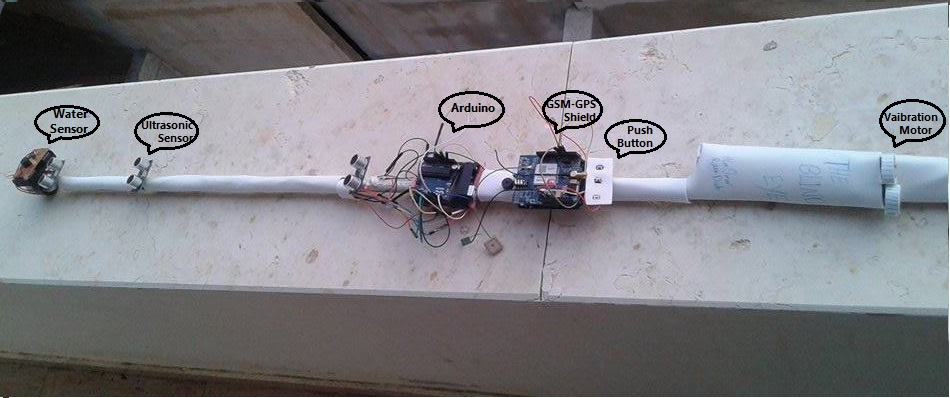 Water
Sensor
Ultrasonic
Sensor
Arduino
GSM-GPS
Shield
Push
Button
Vaibration
Motor
THE